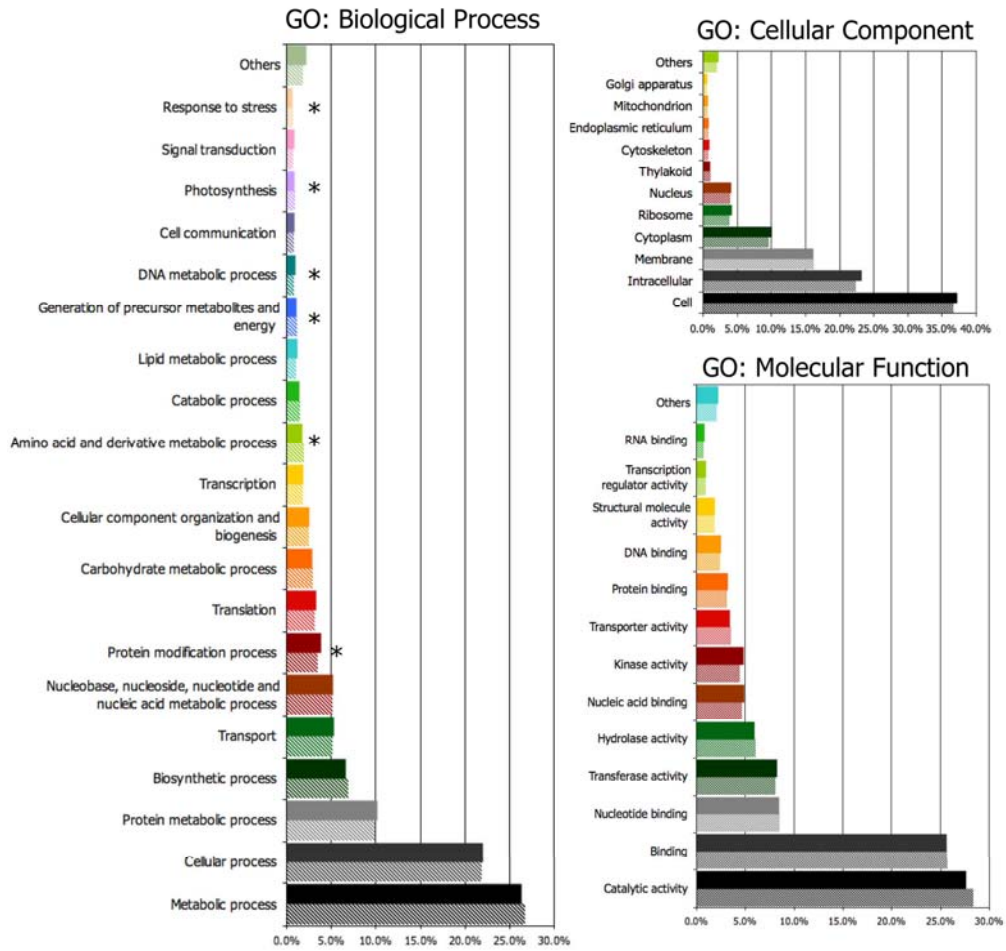 GO: Biological Process
Others
Response to stress *
Signal transduction
Photosynthesis *
Cell communication
DNA metabolic process *
Generation of precursor metabolites and
energy *
Lipid metabolic process
Catabolic process
Amino acid and derivative metabolic process *
Transcription
Cellular component organization and
biogenesis
Carbohydrate metabolic process
Translation
Protein modification process *
Nucleobase, nucleoside, nucleotide and
nucleic acid metabolic process
Transport
Biosynthetic process
Protein metabolic process
Cellular process
Metabolic process
0.0% 5.0% 10.0% 15.0% 20.0% 25.0% 30.0%
GO: Cellular Component
Others
Golgi apparatus
Mitochondrion
Endoplasmic reticulum
Cytoskeleton
Thylakoid
Nucleus
Ribosome
Cytoplasm
Membrane
Intracellular
Cell
0.0% 5.0% 10.0% 15.0% 20.0% 25.0% 30.0% 35.0% 40.0%
GO: Molecular Function
Others
RNA binding
Transcription
regulator activity
Structural molecule
activity
DNA binding
Protein binding
Transporter activity
Kinase activity
Nucleic acid binding
Hydrolase activity
Transferase activity
Nucleotide binding
Binding
Catalytic activity
0.0% 5.0% 10.0% 15.0% 20.0% 25.0% 30.0%